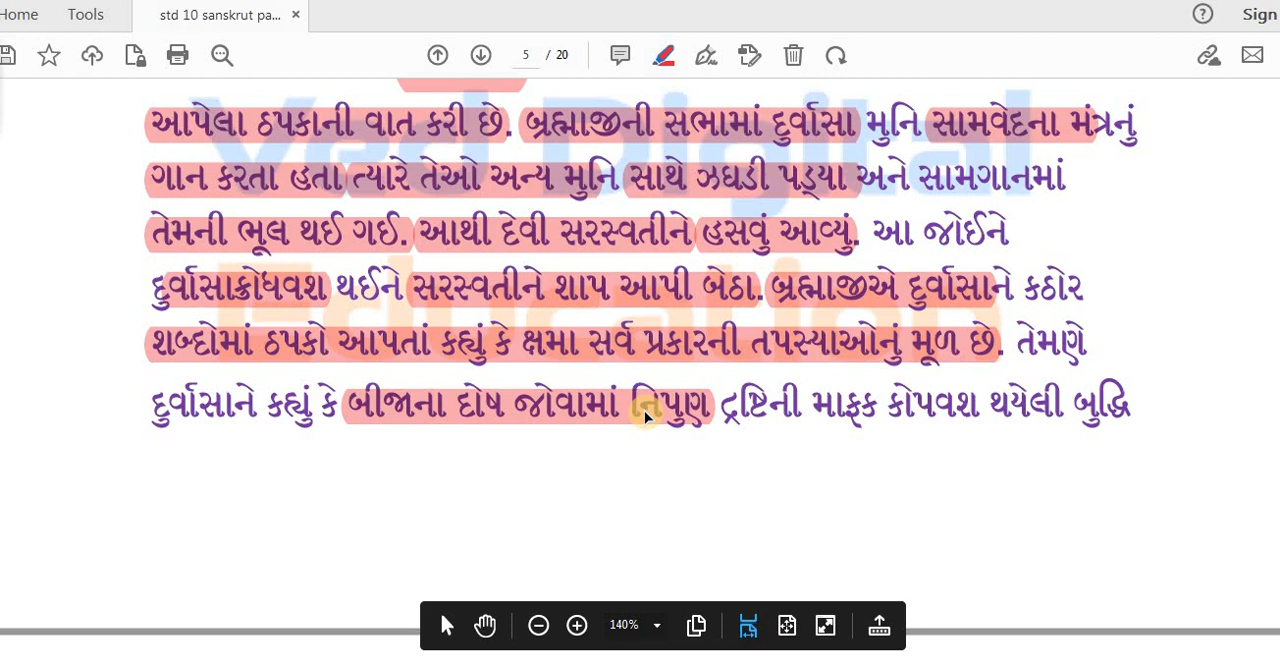 Home Tools std 10 sanskrut pa... × Sign
5 / 20
આપેલા ઠપકાની વાત કરી છે. બ્રહ્માજીની સભામાં દુર્વાસા મુનિ સામવેદના મંત્રનું
ગાન કરતા હતા ત્યારે તેઓ અન્ય મુનિ સાથે ઝઘડી પડ્યા અને સામગાનમાં
તેમની ભૂલ થઈ ગઈ. આથી દેવી સરસ્વતીને હસવું આવ્યું. આ જોઈને
દુર્વાસાક્રોધવશ થઈને સરસ્વતીને શાપ આપી બેઠા. બ્રહ્માજીએ દુર્વાસાને કઠોર
શબ્દોમાં ઠપકો આપતાં કહ્યું કે ક્ષમા સર્વ પ્રકારની તપસ્યાઓનું મૂળ છે. તેમણે
દુર્વાસાને કહ્યું કે બીજાના દોષ જોવામાં નિપુણ દ્રષ્ટિની માફક કોપવશ થયેલી બુદ્ધિ
Ved Digital
Education
140%